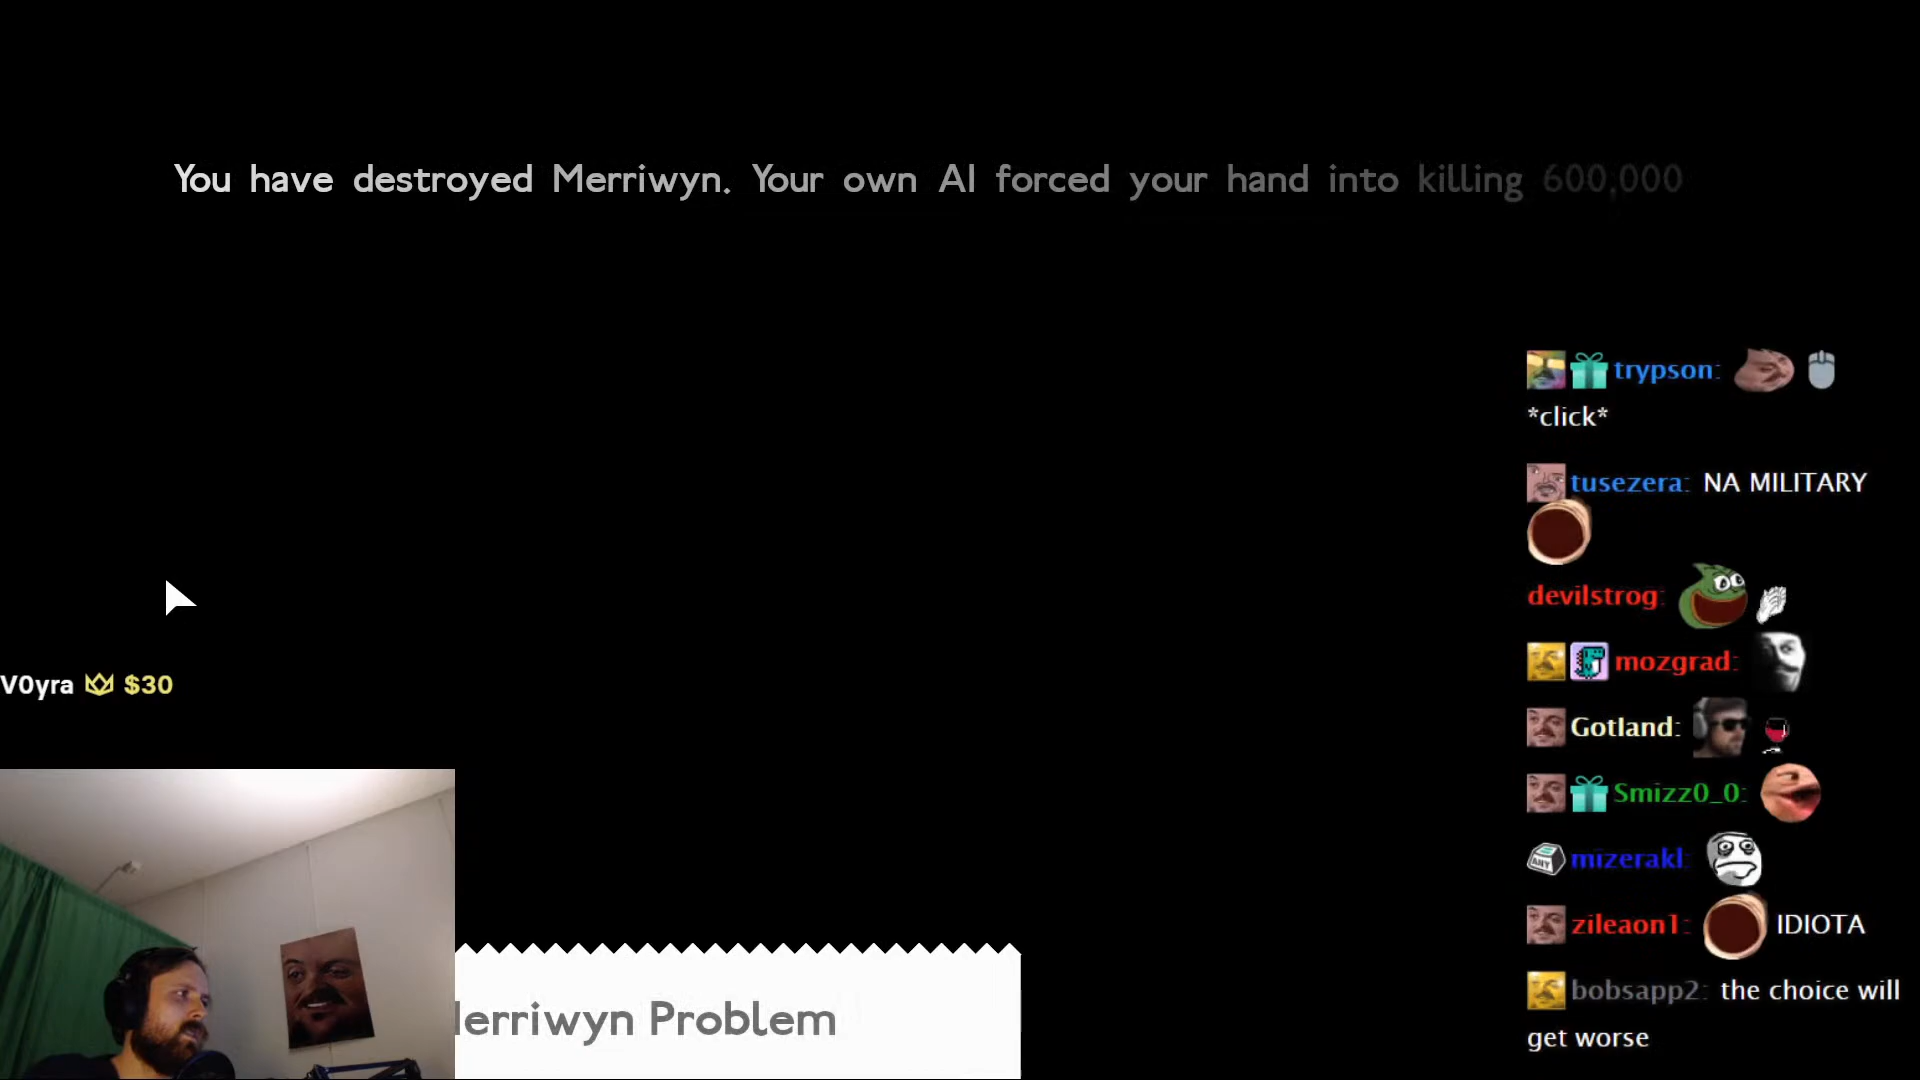 You have destroyed Merriwyn. Your own AI forced your hand into killing 600,000
trypson:
*click*
tusezera: NA MILITARY
devilstrog:
mozgrad:
V0yra $30
Gotland:
Smizz0_0:
mizerakl:
zileaon1: IDIOTA
bobsapp2: the choice will
get worse
erriwyn Problem